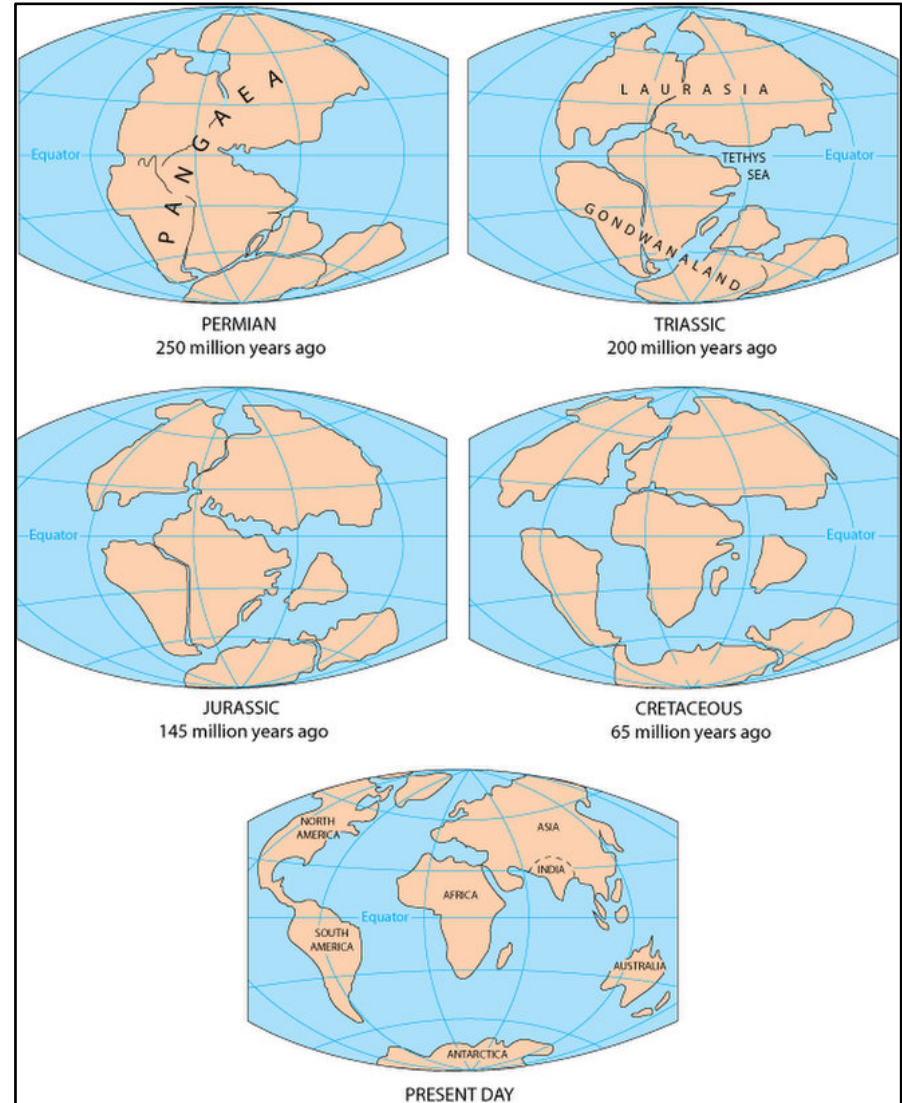 PANGAEA
Equator
PERMIAN
250 million years ago
LAURASIA
TETHYS
SEA
Equator
GONDWANALAND
TRIASSIC
200 million years ago
Equator
JURASSIC
145 million years ago
Equator
CRETACEOUS
65 million years ago
NORTH
AMERICA
ASIA
INDIA
AFRICA
Equator
SOUTH
AMERICA
AUSTRALIA
ANTARCTICA
PRESENT DAY